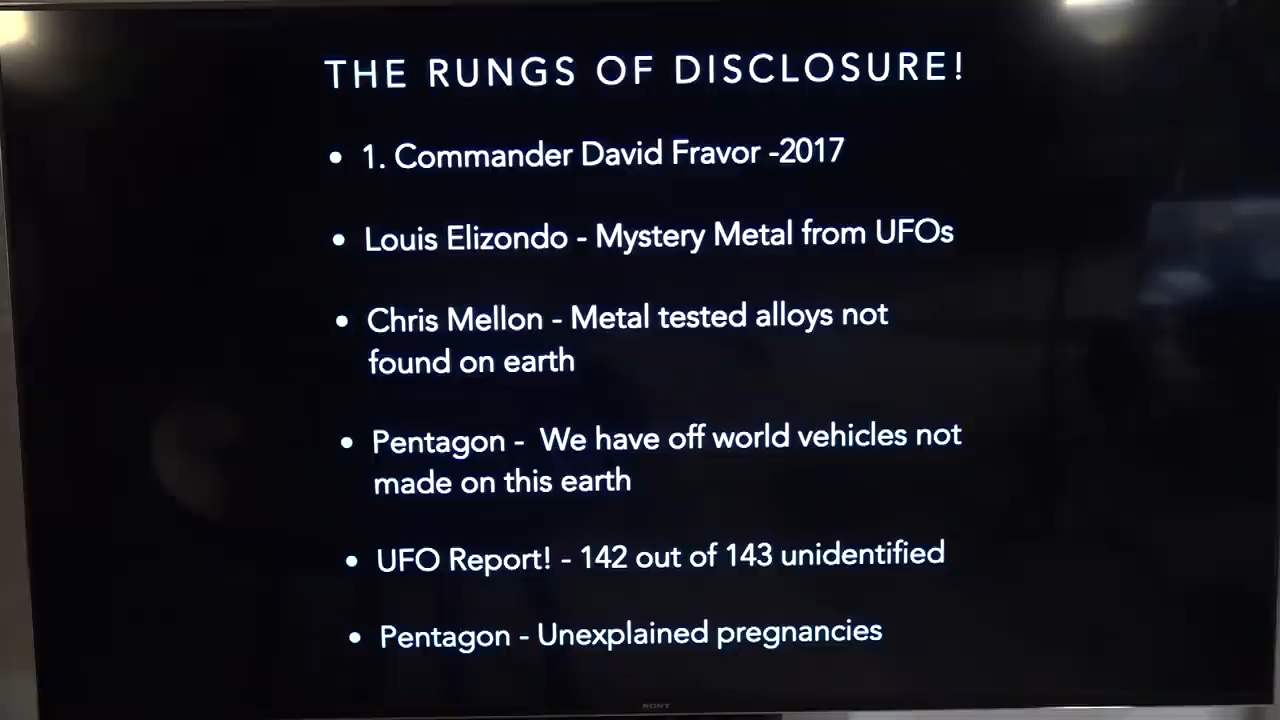 THE RUNGS OF DISCLOSURE!
• 1. Commander David Fravor -2017
• Louis Elizondo - Mystery Metal from UFOs
• Chris Mellon - Metal tested alloys not
found on earth
• Pentagon - We have off world vehicles not
made on this earth
• UFO Report! - 142 out of 143 unidentified
• Pentagon - Unexplained pregnancies
SONY